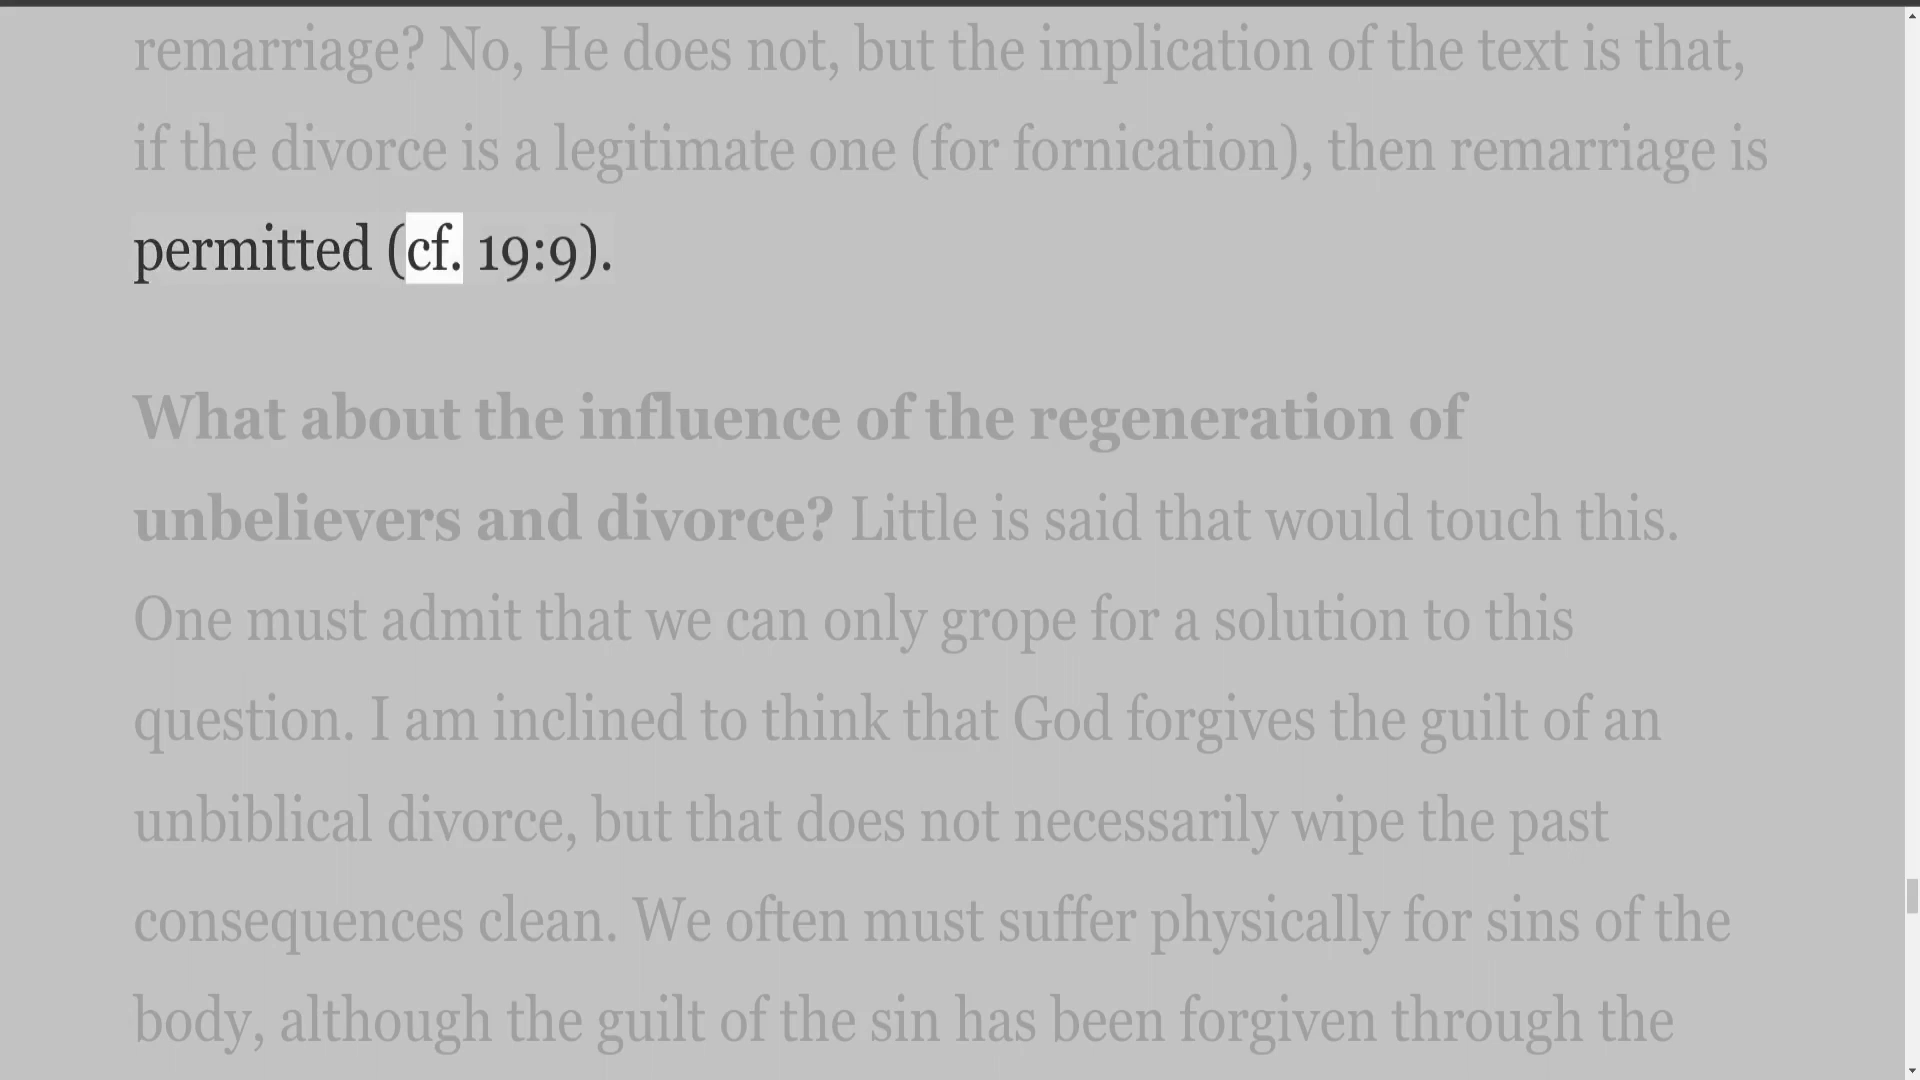 remarriage? No, He does not, but the implication of the text is that,
if the divorce is a legitimate one (for fornication), then remarriage is
permitted (cf. 19:9).
What about the influence of the regeneration of
unbelievers and divorce? Little is said that would touch this.
One must admit that we can only grope for a solution to this
question. I am inclined to think that God forgives the guilt of an
unbiblical divorce, but that does not necessarily wipe the past
consequences clean. We often must suffer physically for sins of the
body, although the guilt of the sin has been forgiven through the